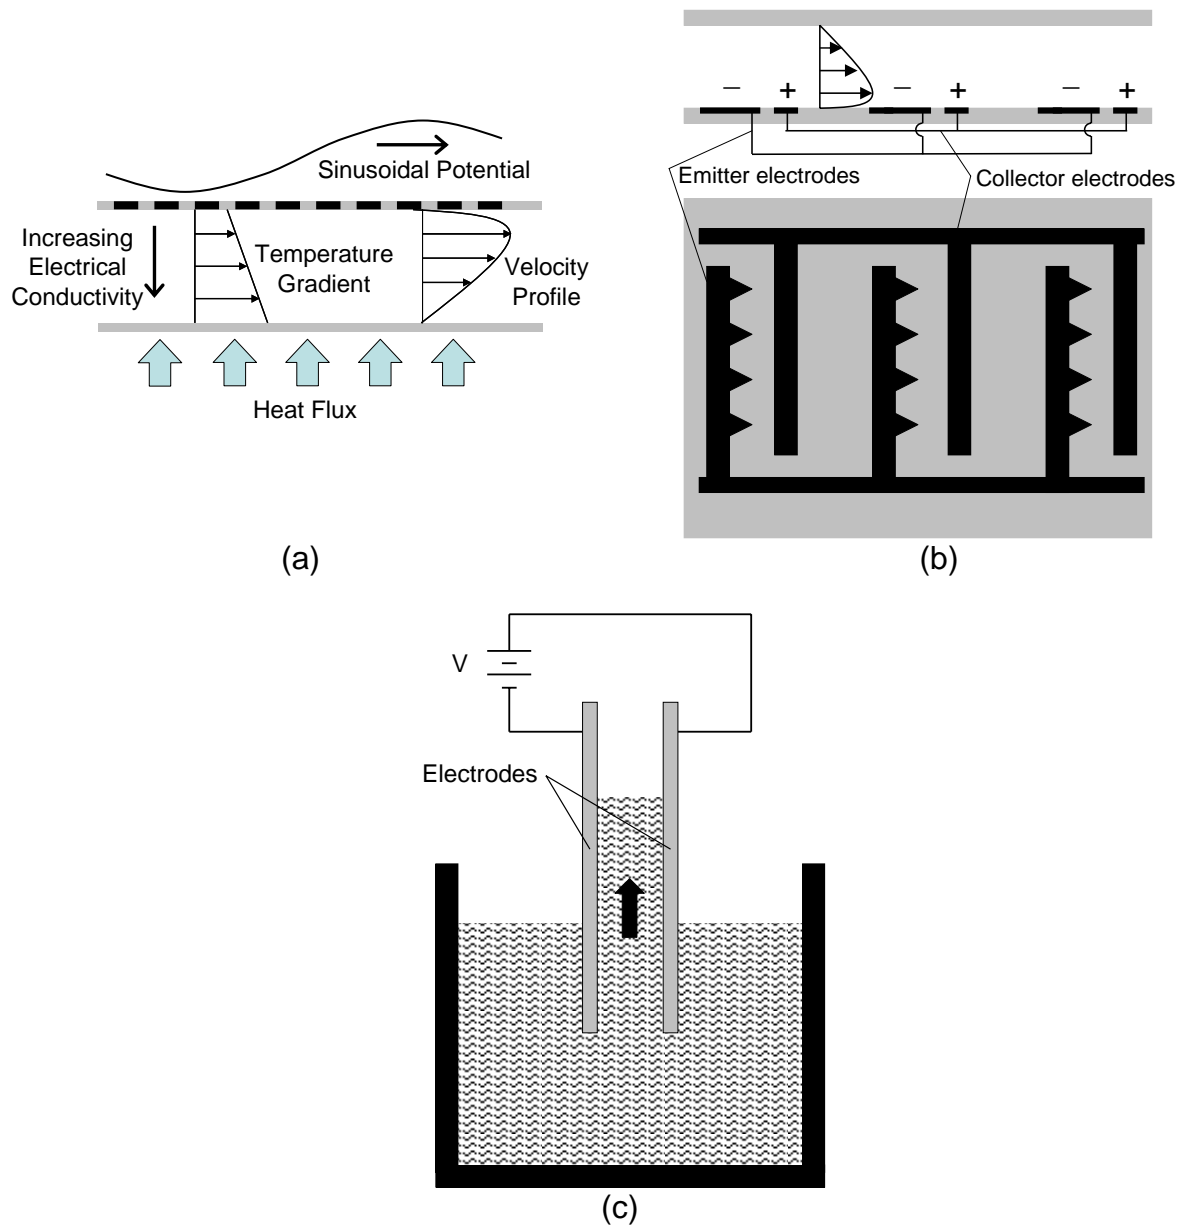 Sinusoidal Potential
Increasing
Electrical
Conductivity
Temperature
Gradient
Velocity
Profile
Heat Flux
(a)
− + − + − +
Emitter electrodes
Collector electrodes
(b)
V
Electrodes
(c)